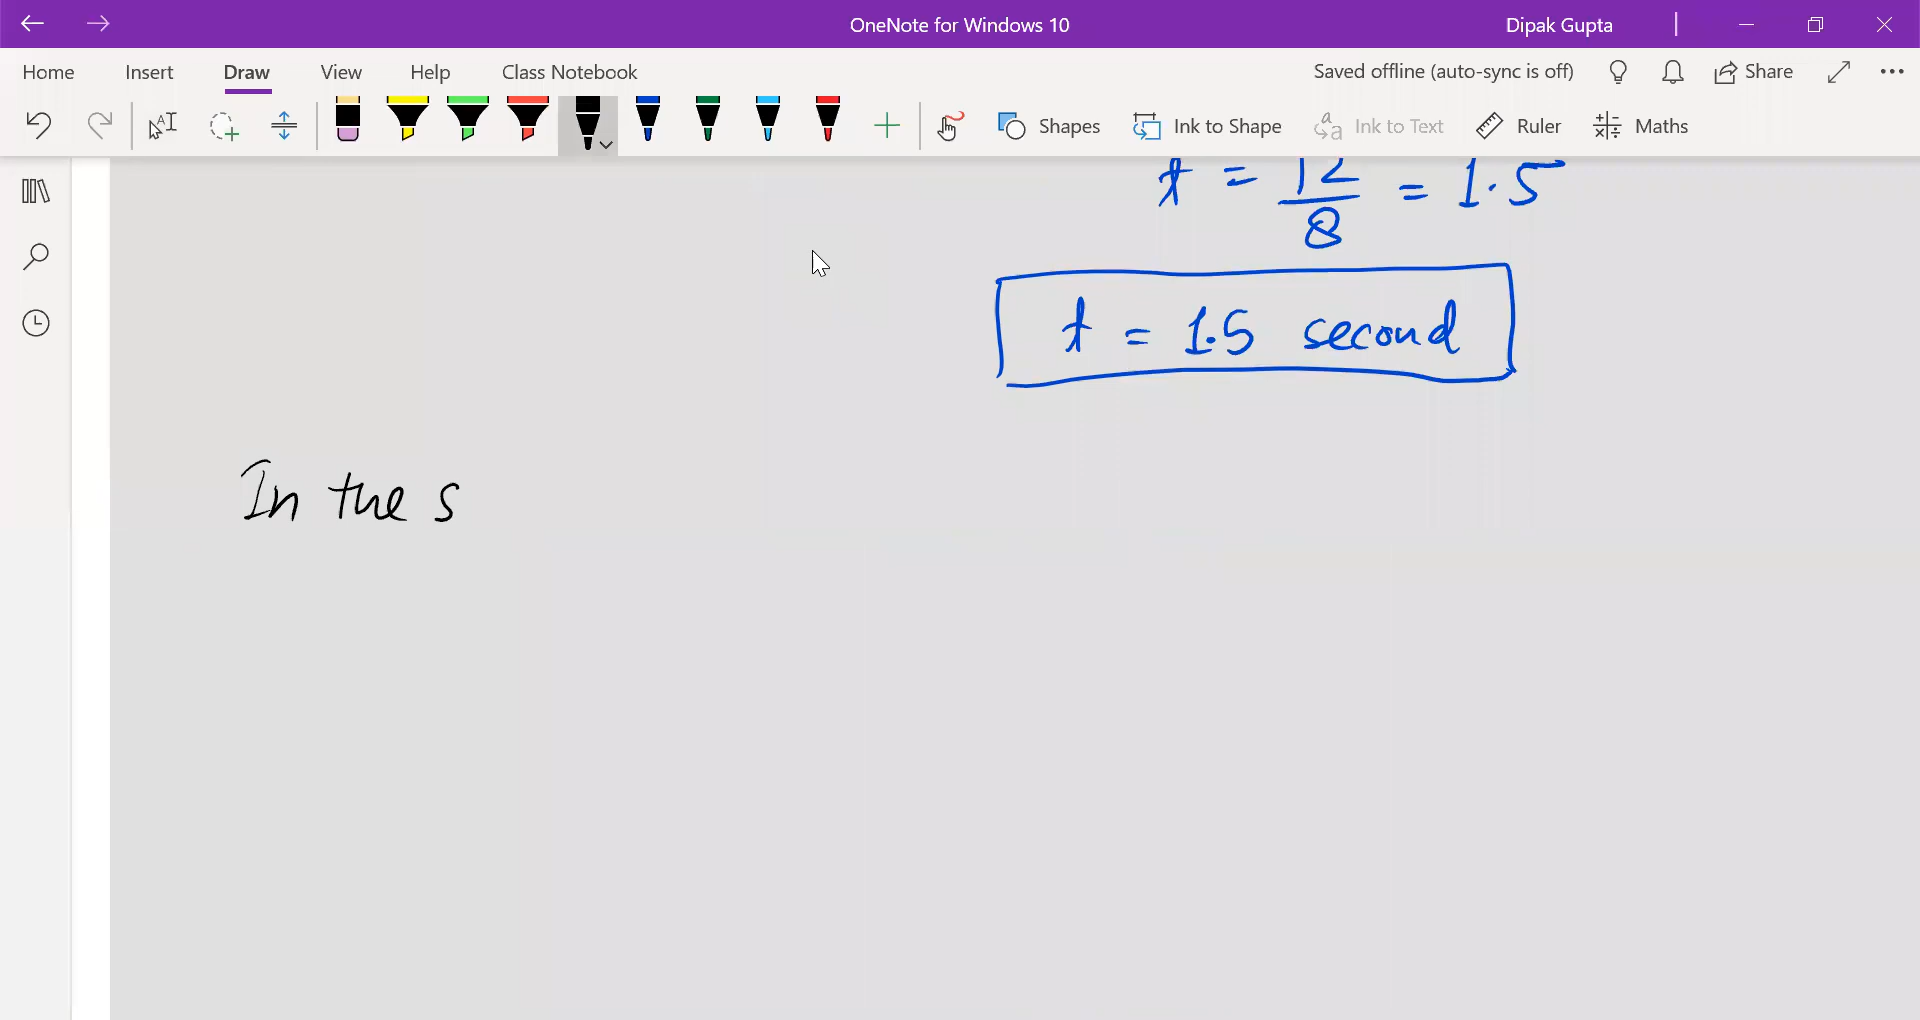 OneNote for Windows 10
Dipak Gupta
Home Insert Draw View Help Class Notebook
Saved offline (auto-sync is off) Share
Shapes Ink to Shape Ink to Text Ruler Maths
t = 12/8 = 1.5
t = 1.5 second
In the s